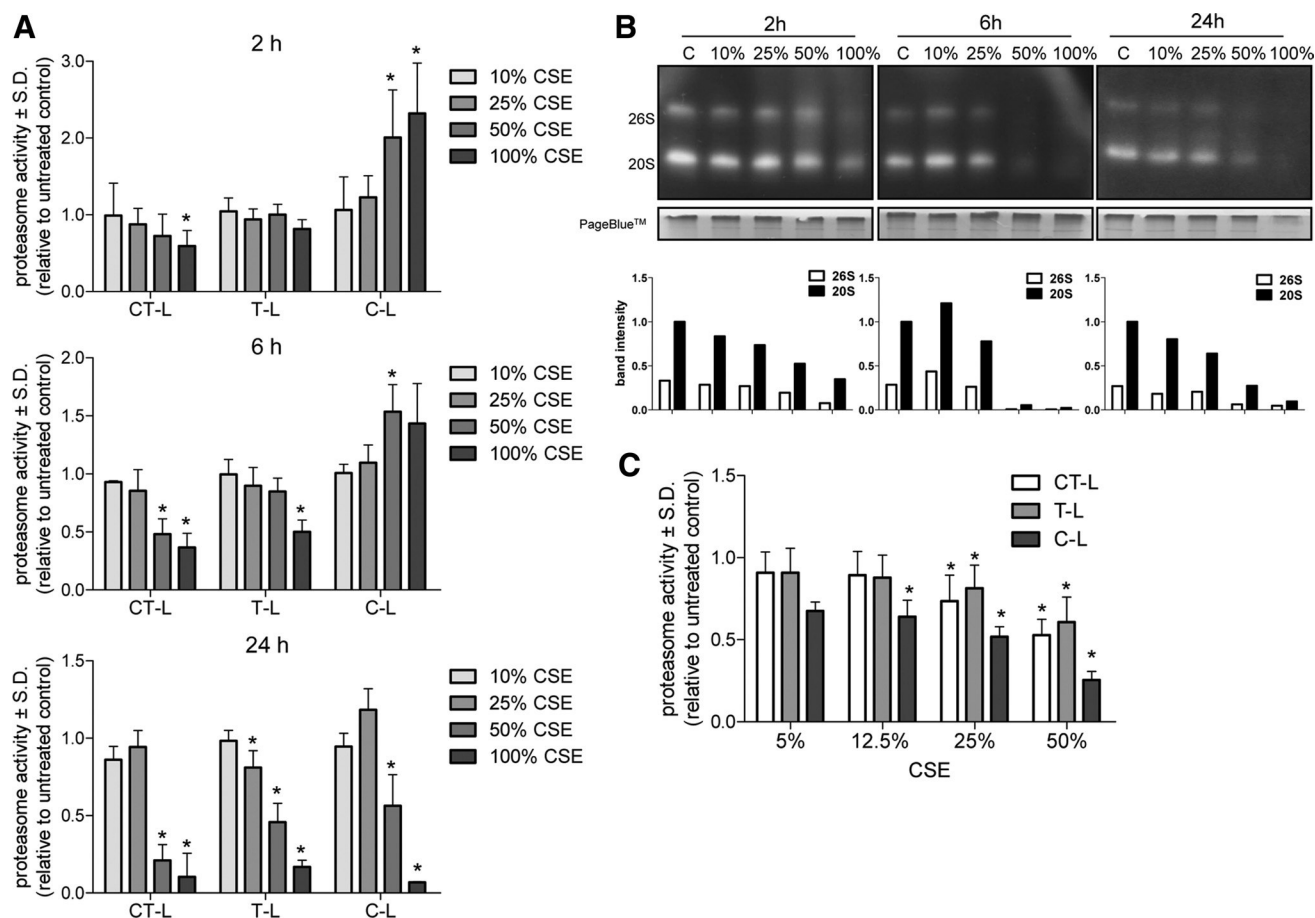 A
2 h
proteasome activity ± S.D.
(relative to untreated control)
3.0
2.0
1.0
0.0
*
*
*
CT-L
T-L
C-L
10% CSE
25% CSE
50% CSE
100% CSE
6 h
proteasome activity ± S.D.
(relative to untreated control)
2.0
1.5
1.0
0.5
0.0
*
*
*
*
CT-L
T-L
C-L
10% CSE
25% CSE
50% CSE
100% CSE
24 h
proteasome activity ± S.D.
(relative to untreated control)
1.5
1.0
0.5
0.0
*
*
*
*
*
*
*
CT-L
T-L
C-L
10% CSE
25% CSE
50% CSE
100% CSE
B
2h
6h
24h
C 10% 25% 50% 100%
C 10% 25% 50% 100%
C 10% 25% 50% 100%
26S
20S
PageBlue™
band intensity
1.5
1.0
0.5
0.0
26S
20S
1.5
1.0
0.5
0.0
26S
20S
1.5
1.0
0.5
0.0
26S
20S
C
proteasome activity ± S.D.
(relative to untreated control)
1.5
1.0
0.5
0.0
*
*
*
*
*
*
*
CT-L
T-L
C-L
5%
12.5%
25%
50%
CSE